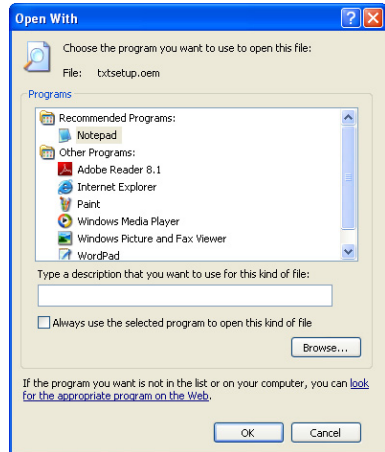 Open With
Choose the program you want to use to open this file:
File: txtsetup.oem
Programs
Recommended Programs:
Notepad
Other Programs:
Adobe Reader 8.1
Internet Explorer
Paint
Windows Media Player
Windows Picture and Fax Viewer
WordPad
Type a description that you want to use for this kind of file:
Always use the selected program to open this kind of file
Browse...
If the program you want is not in the list or on your computer, you can look
for the appropriate program on the Web.
OK Cancel